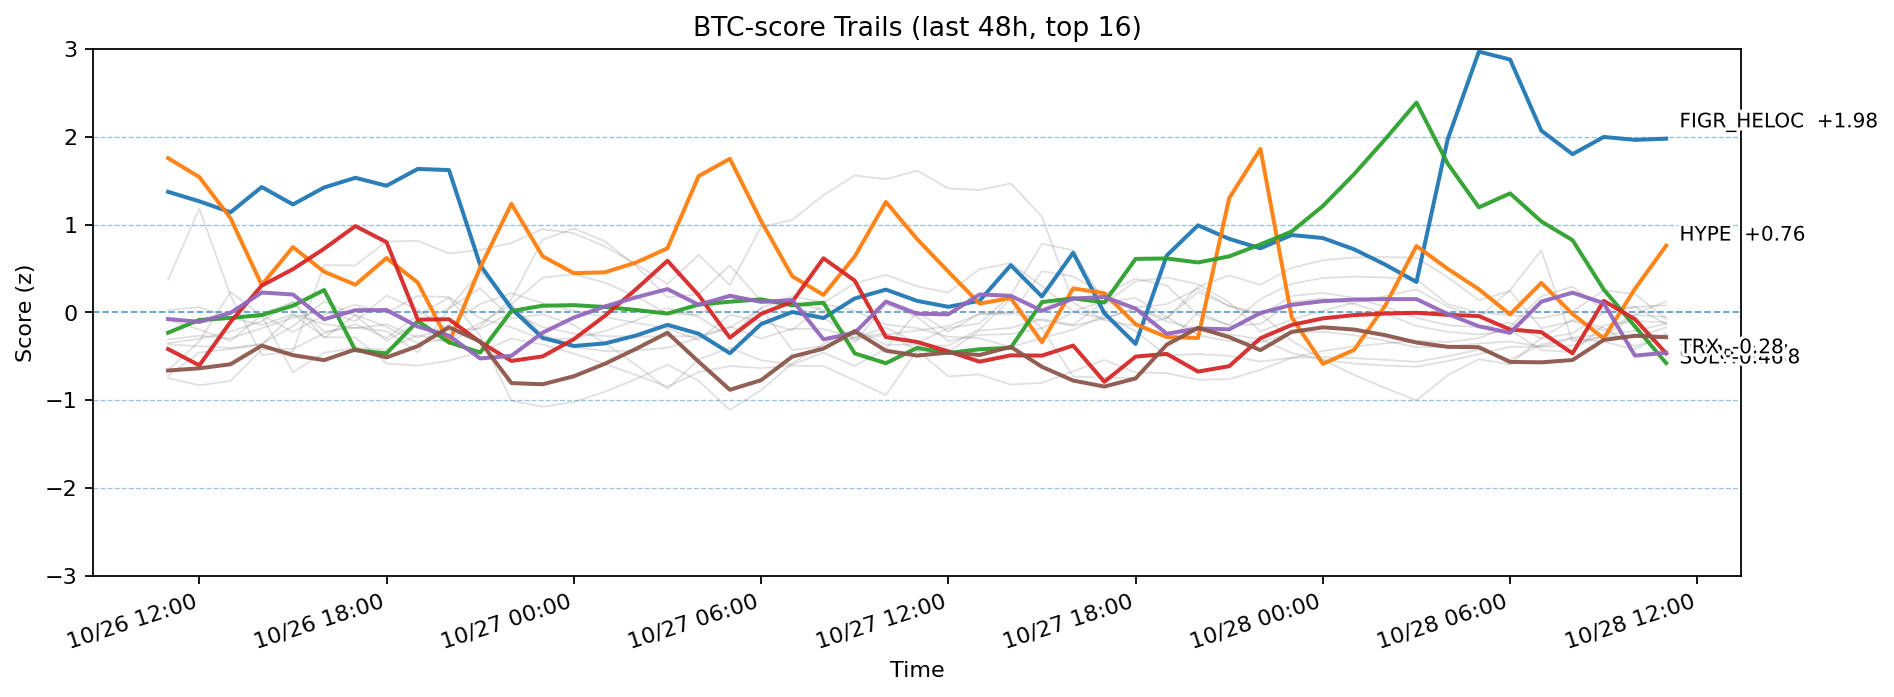 BTC-score Trails (last 48h, top 16)
Score (z)
3
2
1
0
−1
−2
−3
FIGR_HELOC +1.98
HYPE +0.76
TRX -0.28
10/26 12:00
10/26 18:00
10/27 00:00
10/27 06:00
10/27 12:00
10/27 18:00
10/28 00:00
10/28 06:00
10/28 12:00
Time